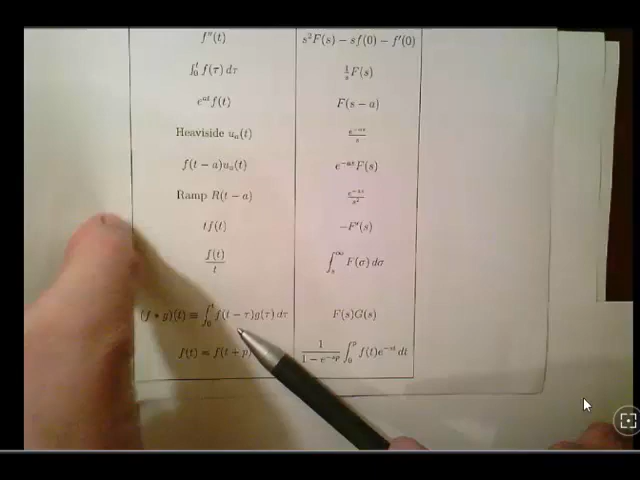 f″(t) s²F(s) − sf(0) − f′(0)
∫₀ᵗ f(τ) dτ 1/s F(s)
eᵃᵗf(t) F(s − a)
Heaviside uₐ(t) e⁻ᵃˢ/s
f(t − a)uₐ(t) e⁻ᵃˢF(s)
Ramp R(t − a) e⁻ᵃˢ/s²
tf(t) −F′(s)
f(t)/t ∫ₛ^∞ F(σ) dσ
(f ∗ g)(t) ≡ ∫₀ᵗ f(t − τ)g(τ) dτ F(s)G(s)
f(t) = f(t + p) 1/(1 − e⁻ˢᵖ) ∫₀ᵖ f(t)e⁻ˢᵗ dt